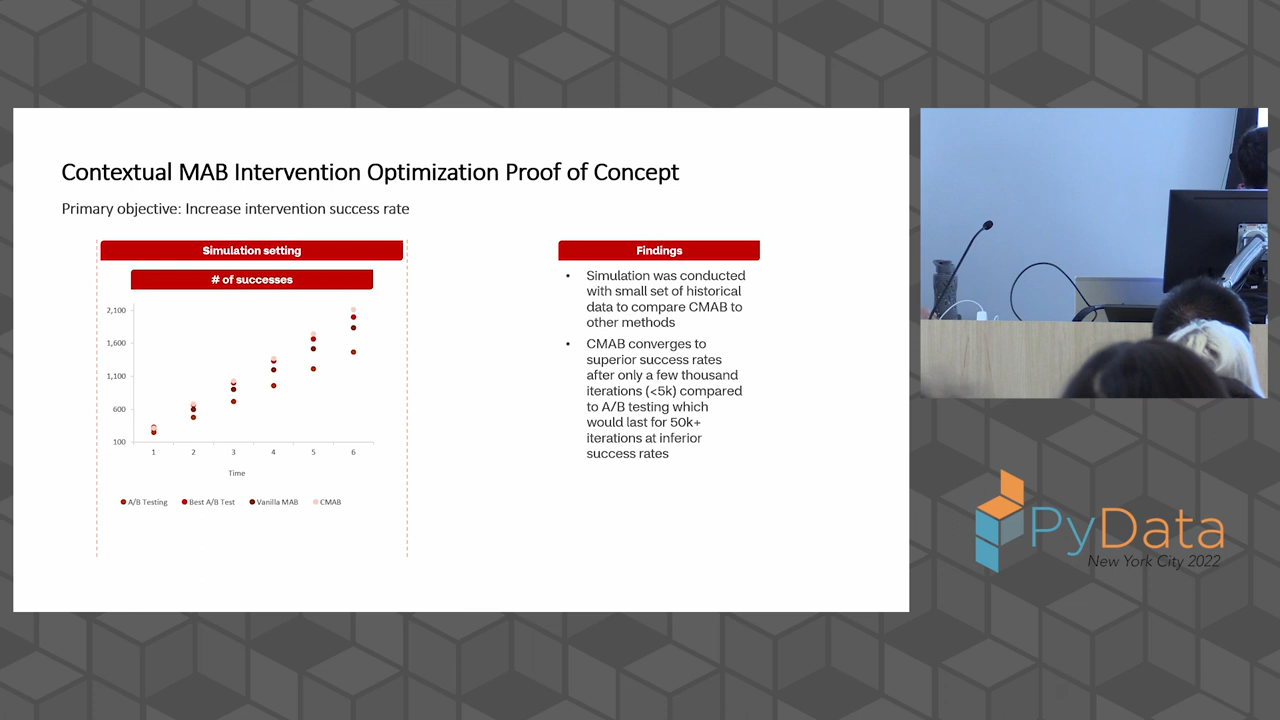 Contextual MAB Intervention Optimization Proof of Concept
Primary objective: Increase intervention success rate
Simulation setting
# of successes
2,100
1,600
1,100
600
100
1 2 3 4 5 6
Time
A/B Testing Best A/B Test Vanilla MAB CMAB
Findings
• Simulation was conducted
with small set of historical
data to compare CMAB to
other methods
• CMAB converges to
superior success rates
after only a few thousand
iterations (<5k) compared
to A/B testing which
would last for 50k+
iterations at inferior
success rates
PyData
New York City 2022